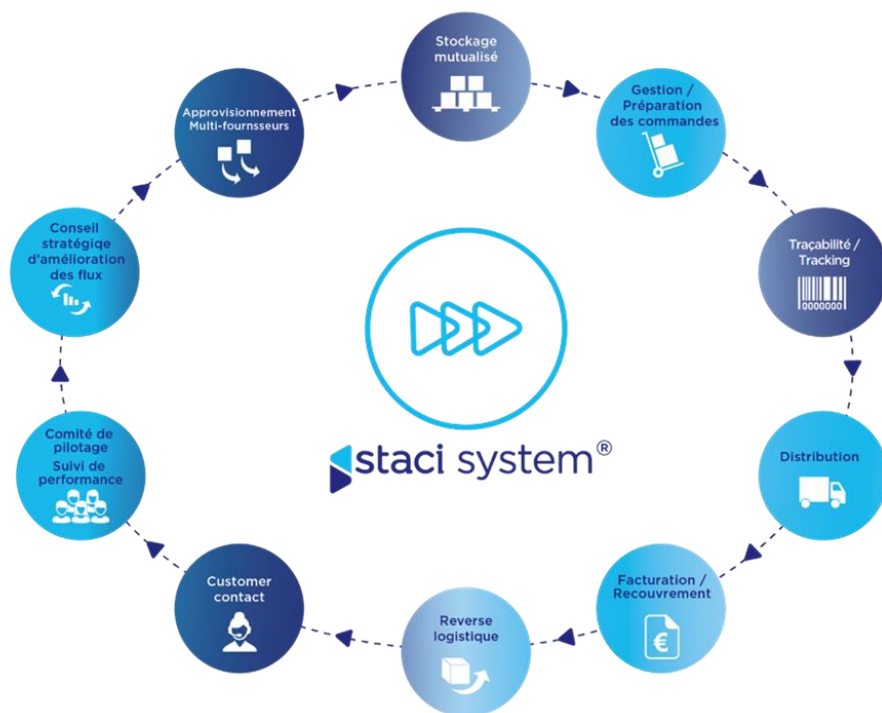 Stockage
mutualisé
Gestion /
Préparation
des commandes
Traçabilité /
Tracking
0000000
Distribution
Facturation /
Recouvrement
€
Reverse
logistique
Customer
contact
Comité de
pilotage
Suivi de
performance
Conseil
stratégiqe
d'amélioration
des flux
Approvisionnement
Multi-fournsseurs
staci system®